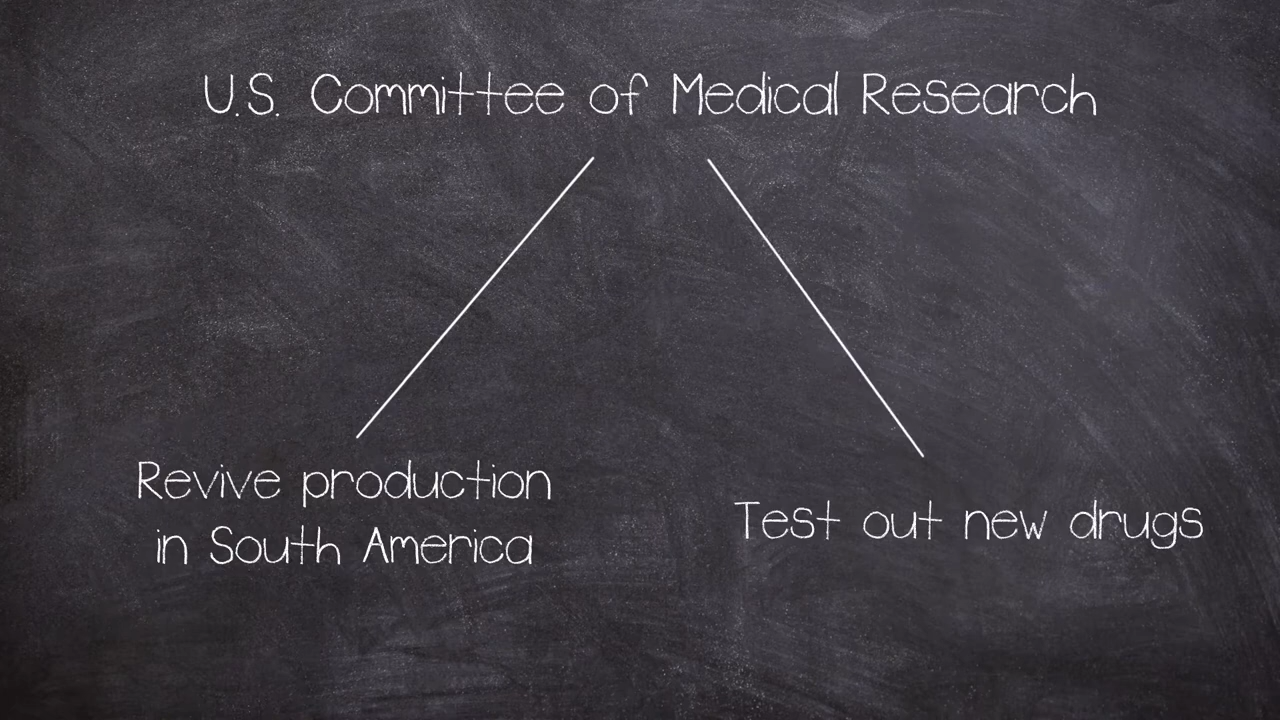 U.S. Committee of Medical Research
Revive production
in South America
Test out new drugs